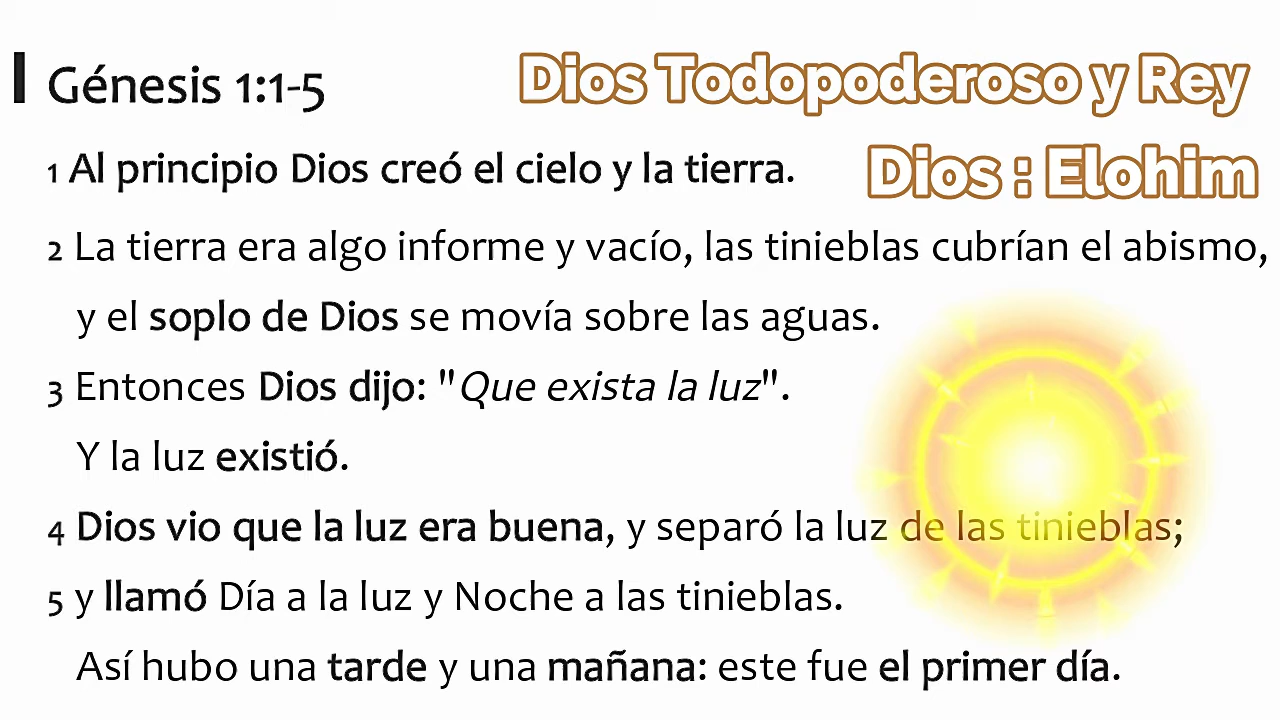 Génesis 1:1-5
Dios Todopoderoso y Rey
Dios : Elohim
1 Al principio Dios creó el cielo y la tierra.
2 La tierra era algo informe y vacío, las tinieblas cubrían el abismo,
y el soplo de Dios se movía sobre las aguas.
3 Entonces Dios dijo: "Que exista la luz".
Y la luz existió.
4 Dios vio que la luz era buena, y separó la luz de las tinieblas;
5 y llamó Día a la luz y Noche a las tinieblas.
Así hubo una tarde y una mañana: este fue el primer día.